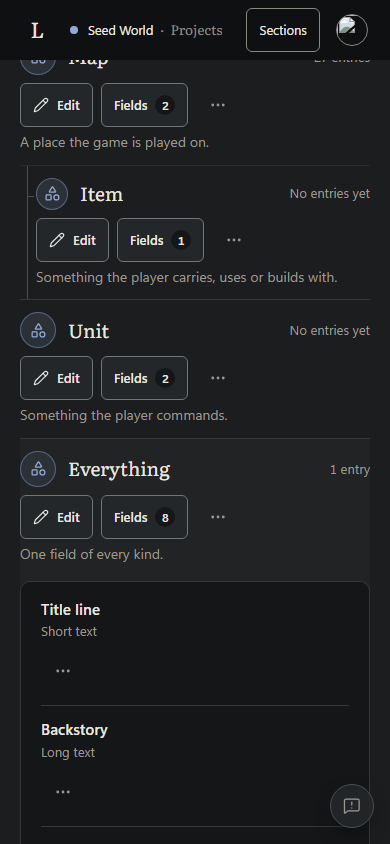 L
Seed World · Projects
Sections
Map
27 entries
Edit
Fields 2
A place the game is played on.
Item
No entries yet
Edit
Fields 1
Something the player carries, uses or builds with.
Unit
No entries yet
Edit
Fields 2
Something the player commands.
Everything
1 entry
Edit
Fields 8
One field of every kind.
Title line
Short text
Backstory
Long text